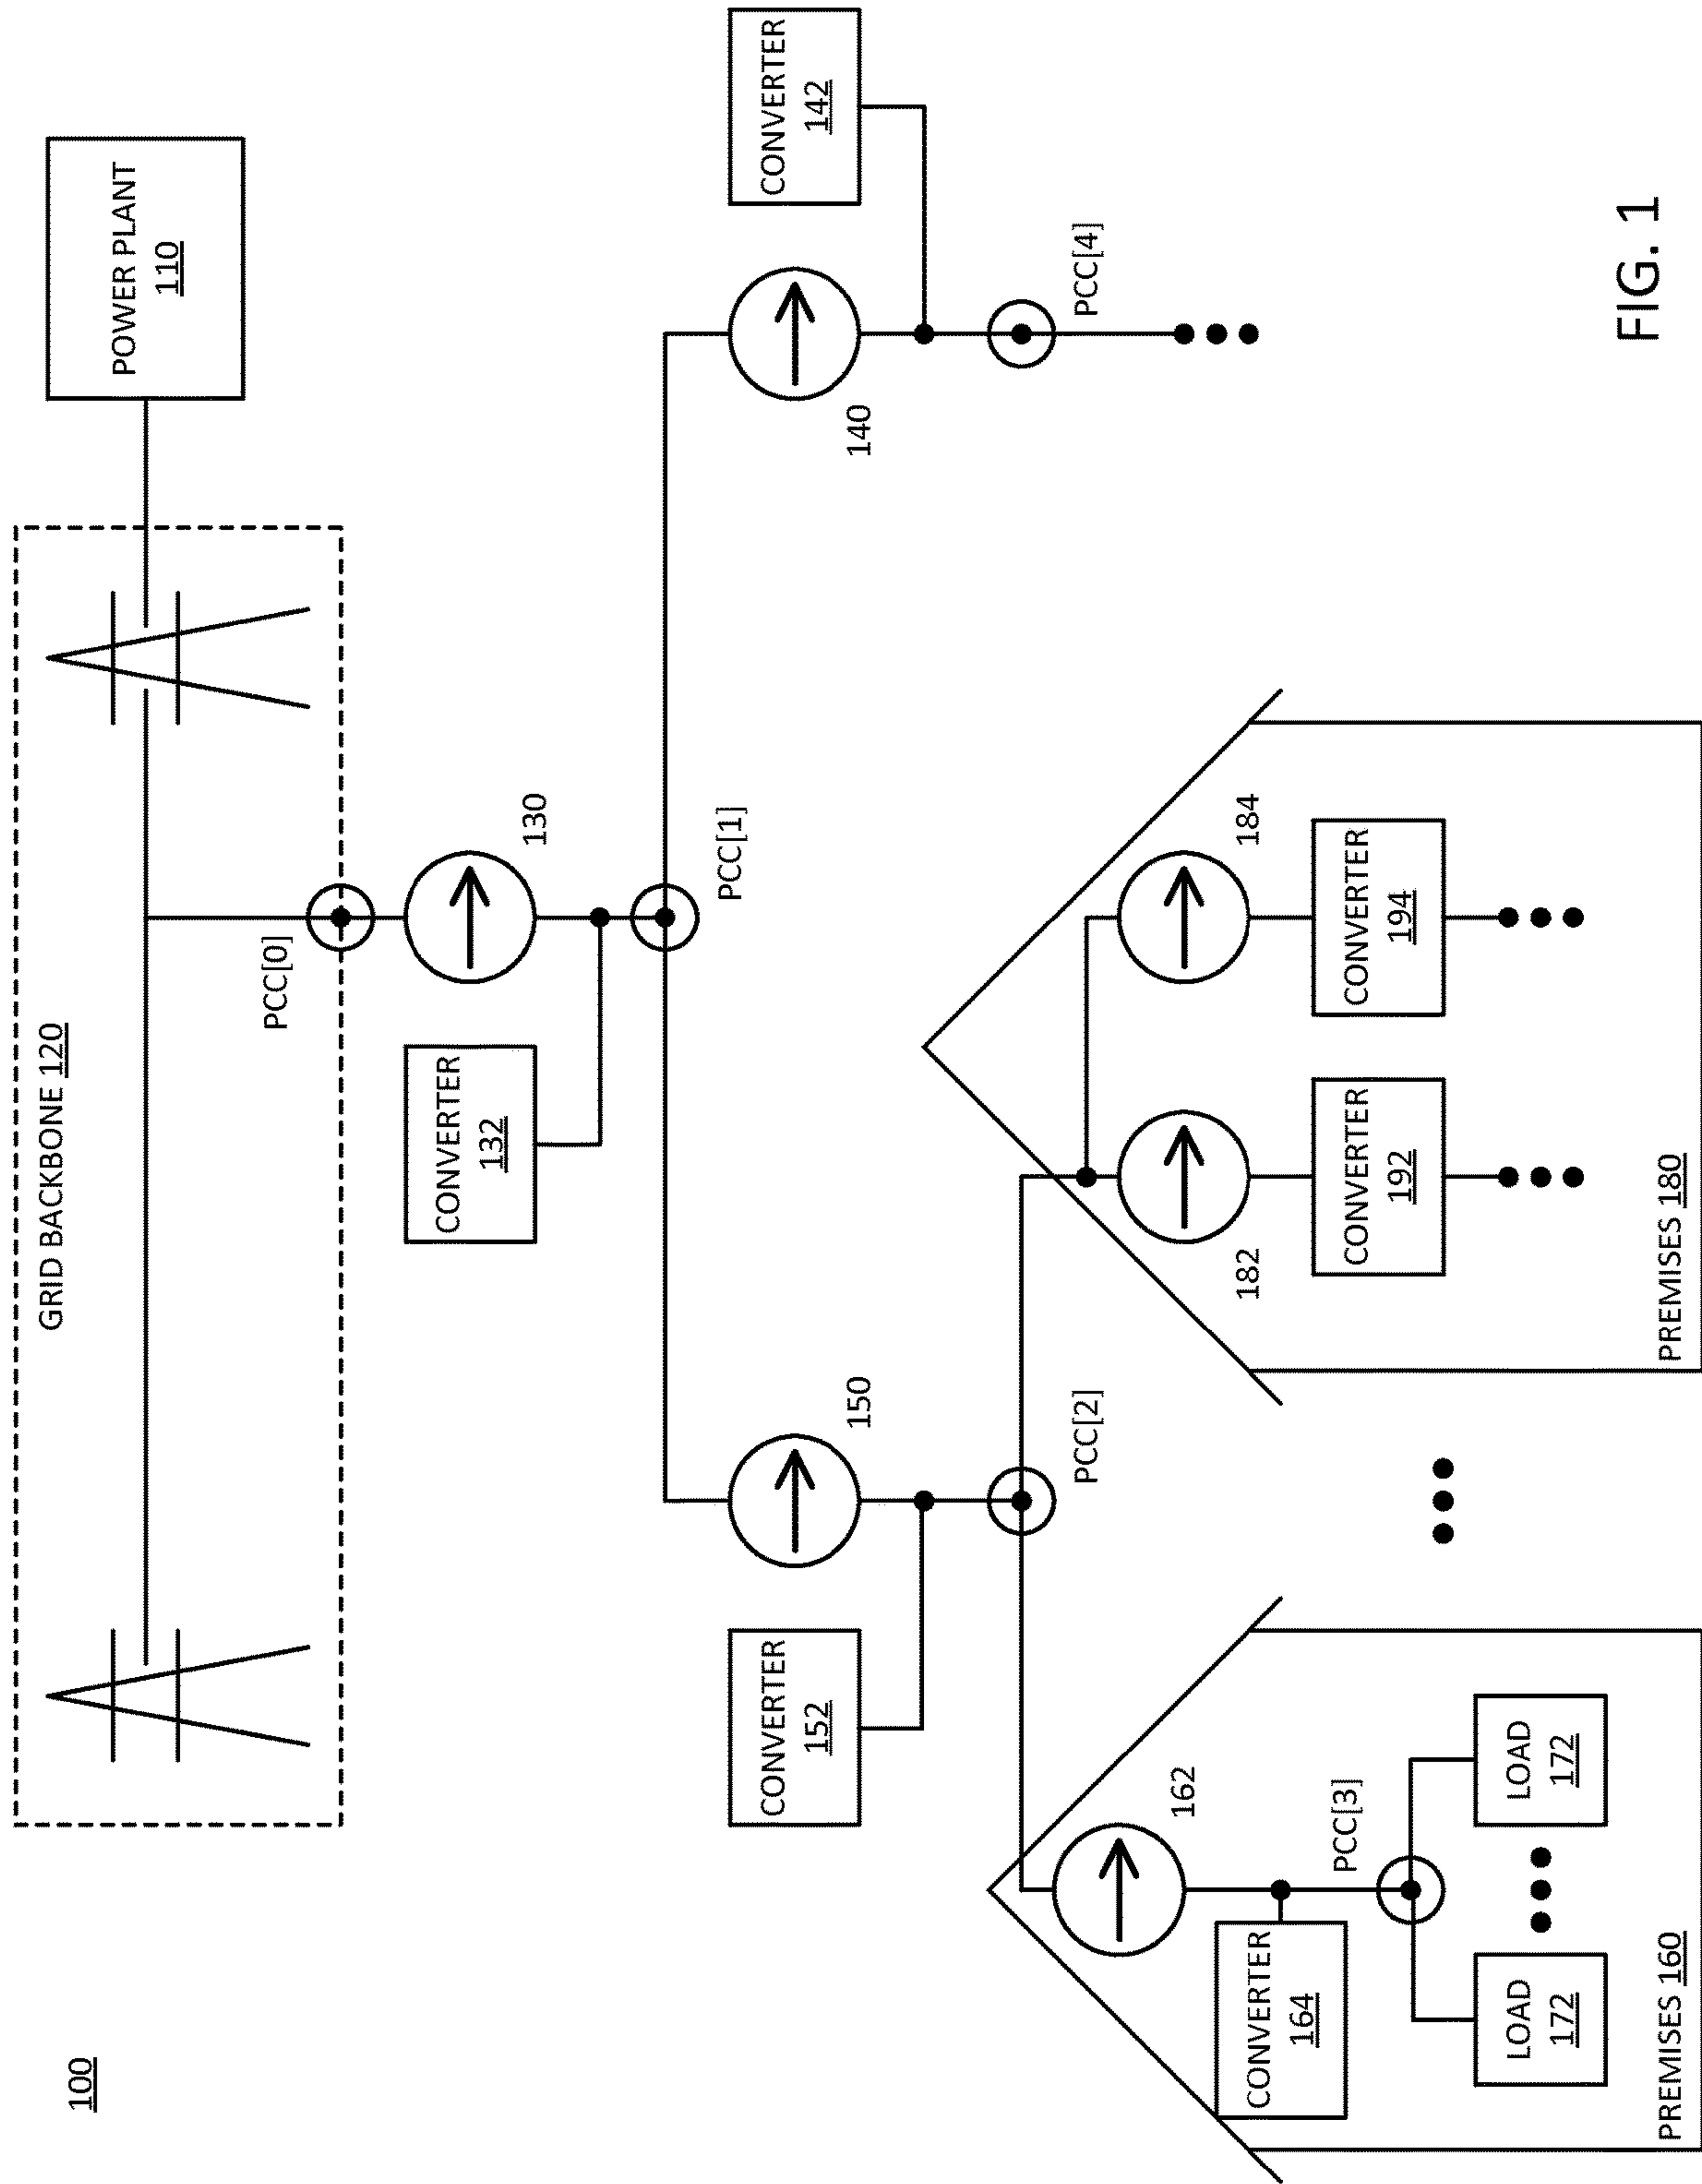 100
GRID BACKBONE 120
POWER PLANT
110
PCC[0]
130
CONVERTER
132
PCC[1]
CONVERTER
152
150
140
CONVERTER
142
PCC[2]
PCC[4]
162
CONVERTER
164
PCC[3]
LOAD
172
LOAD
172
PREMISES 160
182
184
CONVERTER
192
CONVERTER
194
PREMISES 180
FIG. 1